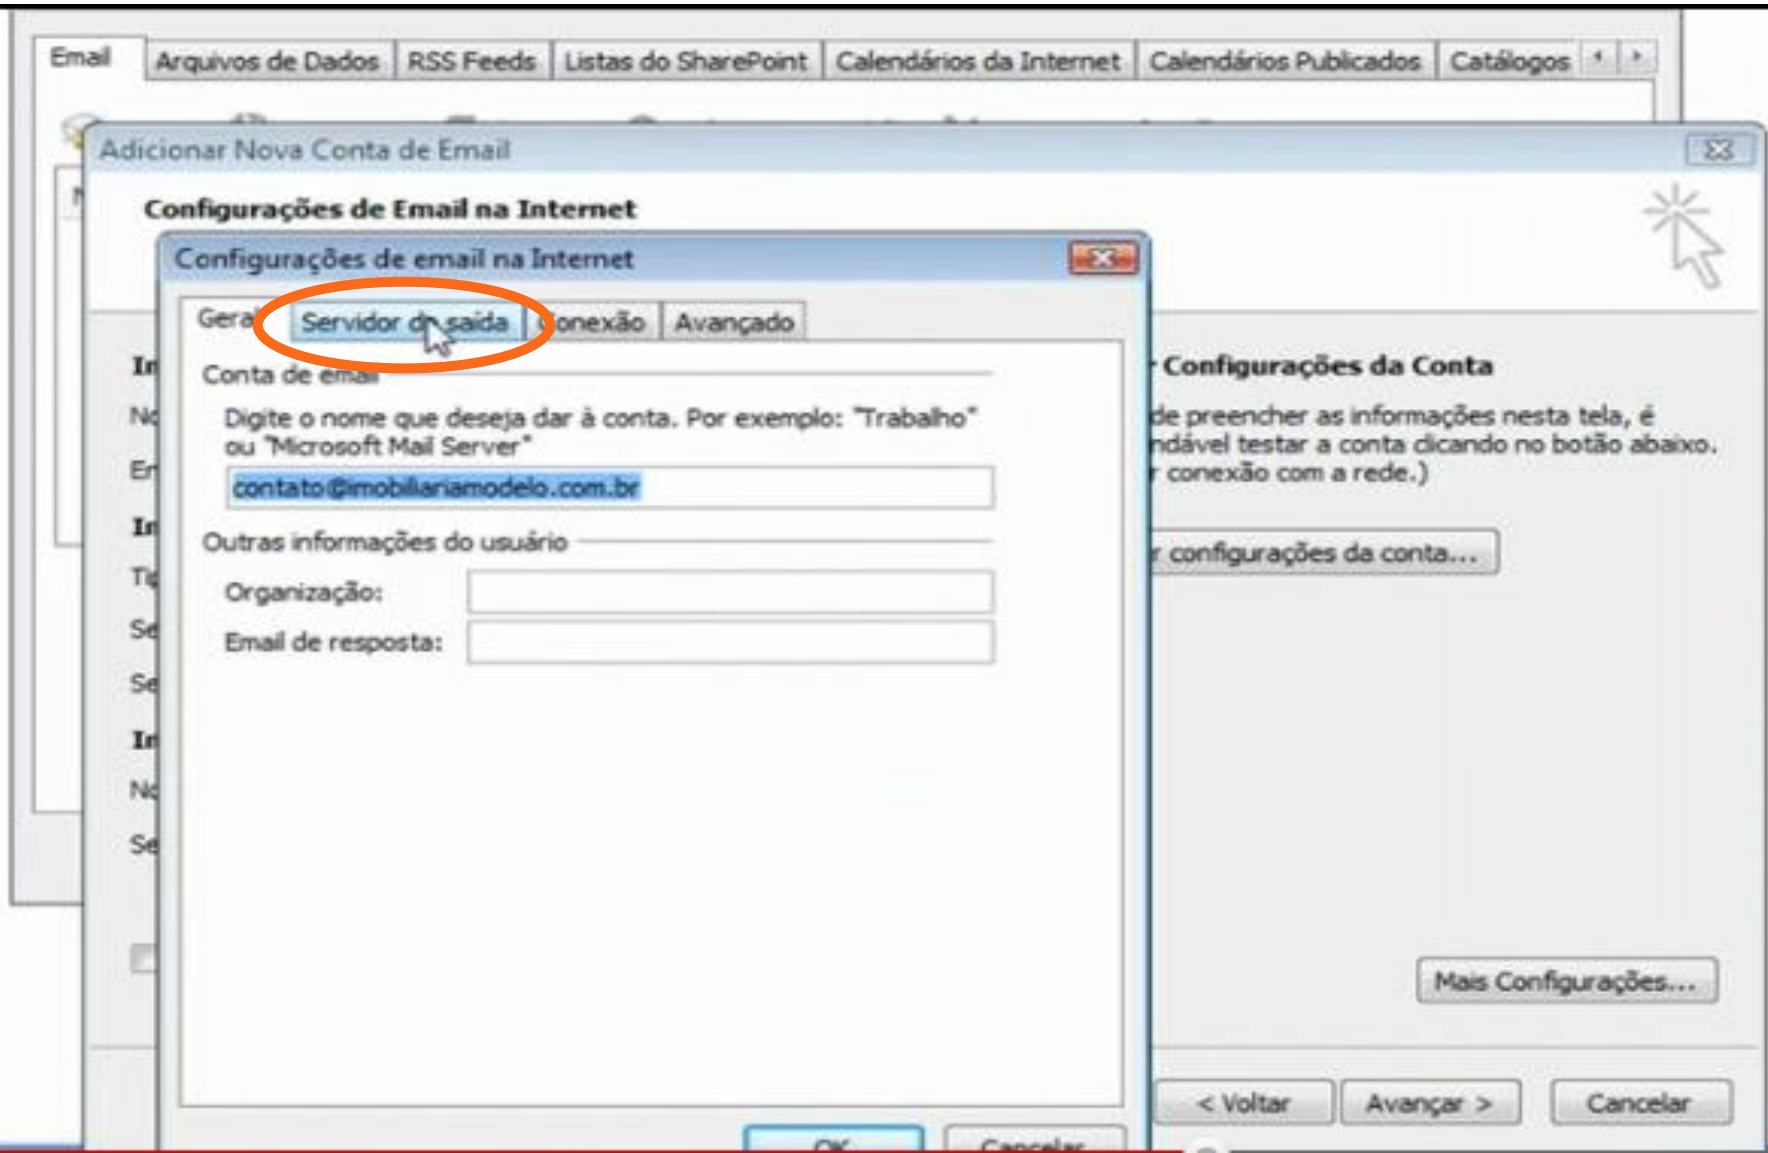 Email Arquivos de Dados RSS Feeds Listas do SharePoint Calendários da Internet Calendários Publicados Catálogos
Adicionar Nova Conta de Email
Configurações de Email na Internet
Configurações de email na Internet
Geral Servidor de saída Conexão Avançado
Conta de email
Digite o nome que deseja dar à conta. Por exemplo: "Trabalho"
ou "Microsoft Mail Server"
contato@imobiliariamodelo.com.br
Outras informações do usuário
Organização:
Email de resposta:
OK Cancelar
Configurações da Conta
de preencher as informações nesta tela, é
ndável testar a conta clicando no botão abaixo.
r conexão com a rede.)
r configurações da conta...
Mais Configurações...
< Voltar Avançar > Cancelar